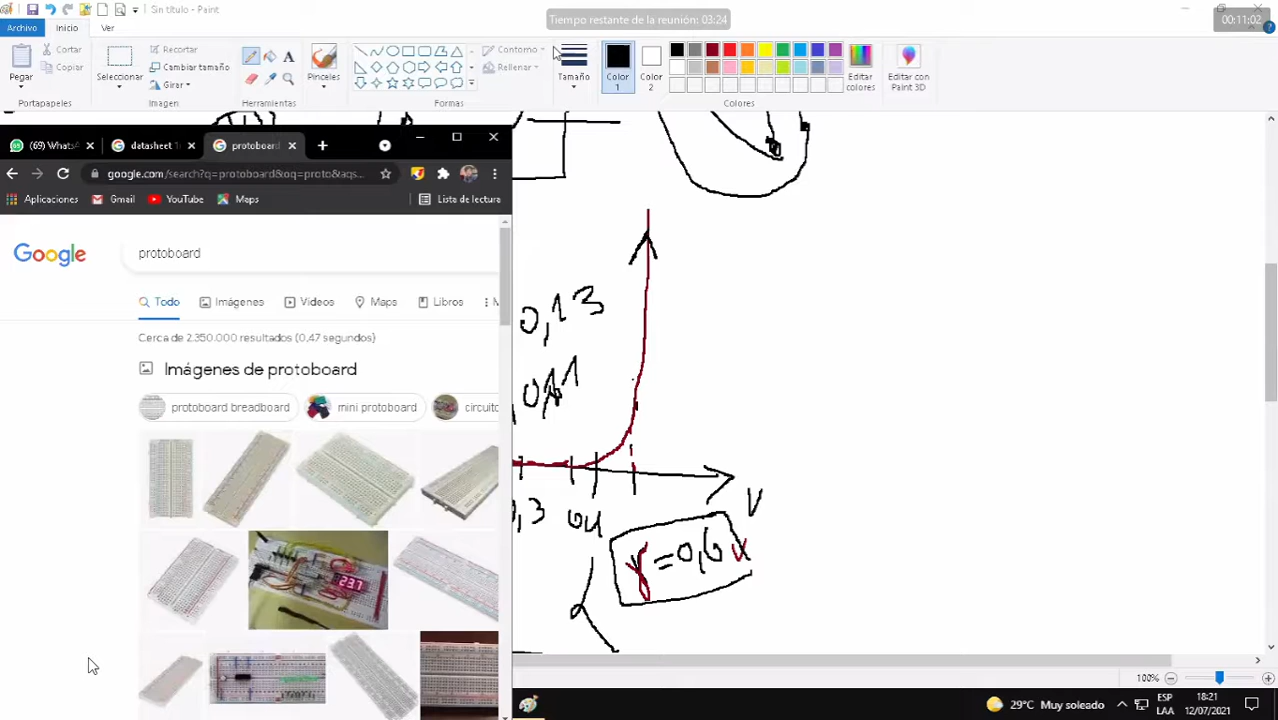 Sin título - Paint
Tiempo restante de la reunión: 03:24
00:11:02
Archivo
Inicio
Ver
Pegar
Cortar
Copiar
Portapapeles
Seleccionar
Recortar
Cambiar tamaño
Girar
Imagen
Herramientas
Pinceles
Contorno
Rellenar
Formas
Tamaño
Color 1
Color 2
Editar colores
Colores
Editar con Paint 3D
(69) WhatsA
datasheet 1
protoboard
google.com/search?q=protoboard&oq=proto&aqs...
Aplicaciones
Gmail
YouTube
Maps
Lista de lectura
Google
protoboard
Todo
Imágenes
Videos
Maps
Libros
M
Cerca de 2.350.000 resultados (0,47 segundos)
Imágenes de protoboard
protoboard breadboard
mini protoboard
circuito
23.7
0,13
,3
V
=0,6
100%
29°C Muy soleado
ESP
LAA
18:21
12/07/2021